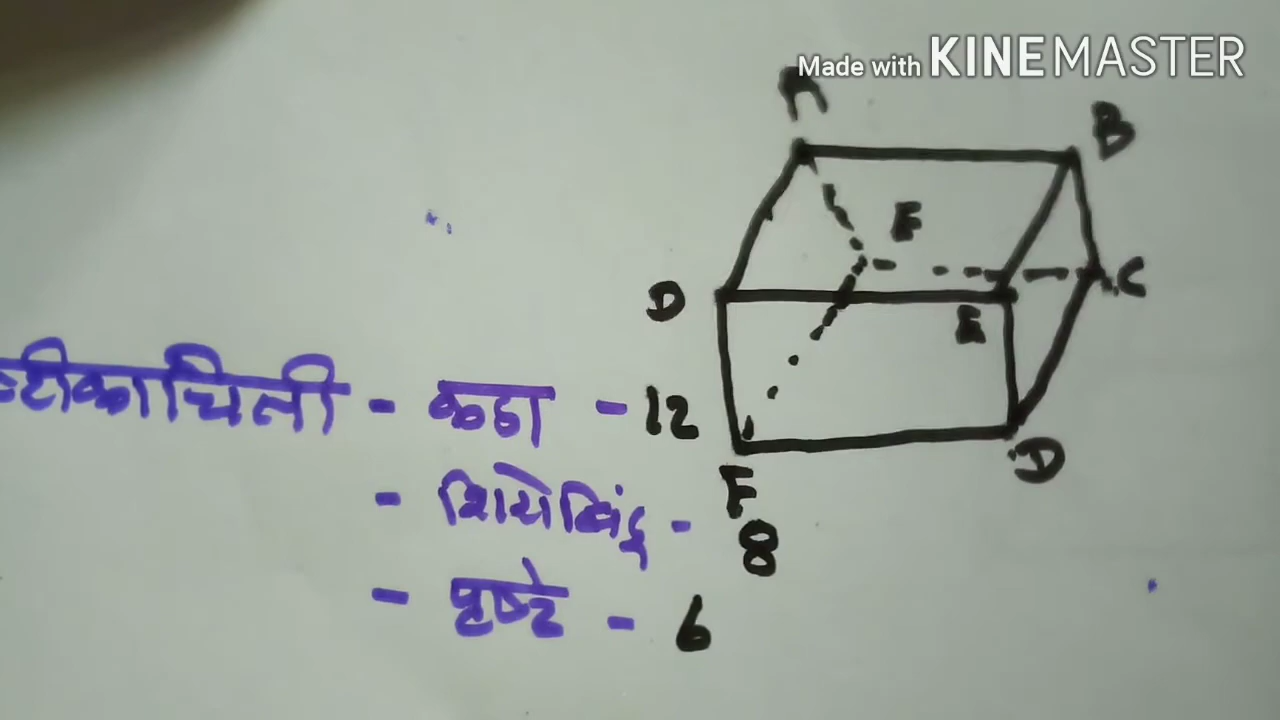 Made with KINEMASTER
A
B
E
C
D
E
ष्टीकाचिती - कडा - 12
D
F
- शिरोबिंदू - 8
- पृष्टे - 6